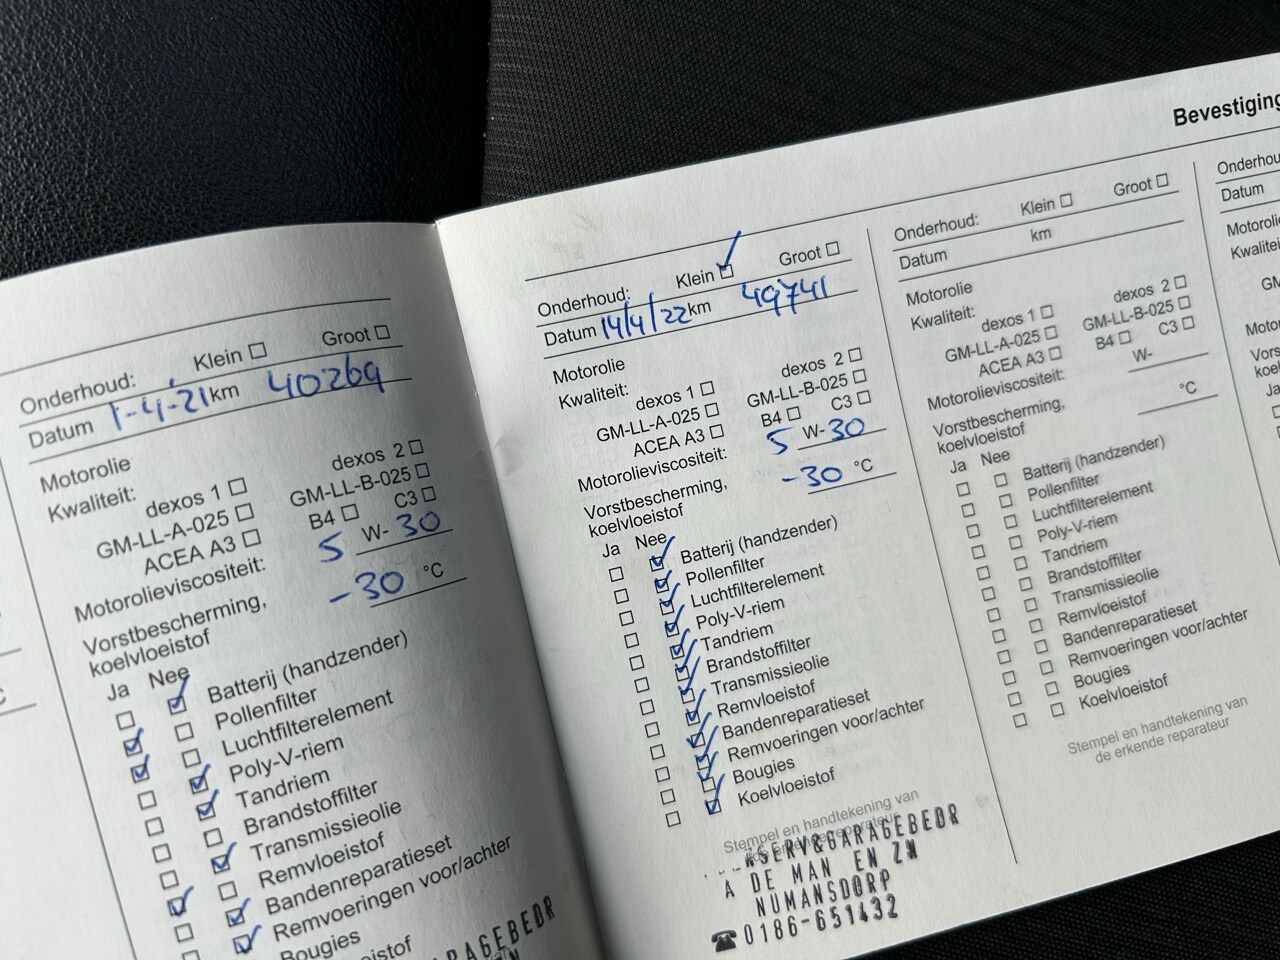 Onderhoud: Klein Groot
Datum 1-4-21 km 40269
Motorolie
Kwaliteit: dexos 1 dexos 2
GM-LL-A-025 GM-LL-B-025
ACEA A3 B4 C3
Motorolieviscositeit: 5 W- 30
Vorstbescherming,
koelvloeistof -30 °C
Ja Nee
Batterij (handzender)
Pollenfilter
Luchtfilterelement
Poly-V-riem
Tandriem
Brandstoffilter
Transmissieolie
Remvloeistof
Bandenreparatieset
Remvoeringen voor/achter
Bougies
Bevestiging
Onderhoud: Klein Groot
Datum 14/4/22 km 49741
Motorolie
Kwaliteit: dexos 1 dexos 2
GM-LL-A-025 GM-LL-B-025
ACEA A3 B4 C3
Motorolieviscositeit: 5 W- 30
Vorstbescherming,
koelvloeistof -30 °C
Ja Nee
Batterij (handzender)
Pollenfilter
Luchtfilterelement
Poly-V-riem
Tandriem
Brandstoffilter
Transmissieolie
Remvloeistof
Bandenreparatieset
Remvoeringen voor/achter
Bougies
Koelvloeistof
Stempel en handtekening van
A DE MAN EN ZN
NUMANSDORP
☎0186-651432
Onderhoud: Klein Groot
Datum km
Motorolie
Kwaliteit: dexos 1 dexos 2
GM-LL-A-025 GM-LL-B-025
ACEA A3 B4 C3
Motorolieviscositeit: W-
Vorstbescherming,
koelvloeistof °C
Ja Nee
Batterij (handzender)
Pollenfilter
Luchtfilterelement
Poly-V-riem
Tandriem
Brandstoffilter
Transmissieolie
Remvloeistof
Bandenreparatieset
Remvoeringen voor/achter
Bougies
Koelvloeistof
Stempel en handtekening van
de erkende reparateur
Datum